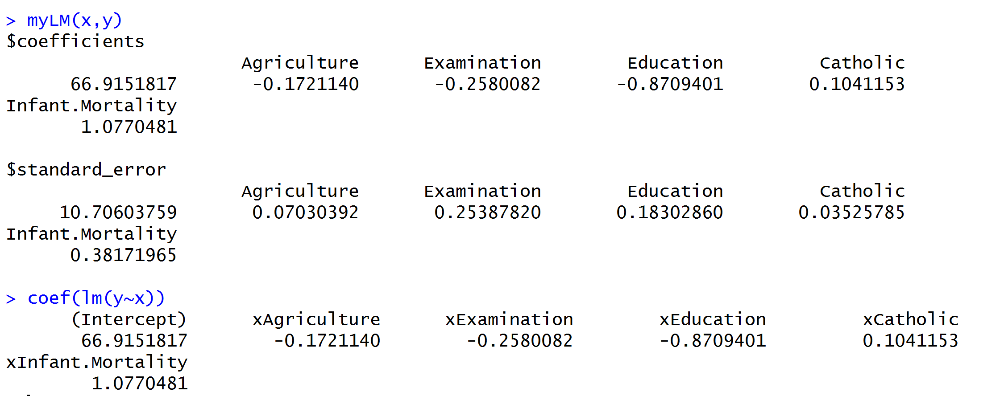 > myLM(x,y)
$coefficients
Agriculture Examination Education Catholic
66.9151817 -0.1721140 -0.2580082 -0.8709401 0.1041153
Infant.Mortality
1.0770481
$standard_error
Agriculture Examination Education Catholic
10.70603759 0.07030392 0.25387820 0.18302860 0.03525785
Infant.Mortality
0.38171965
> coef(lm(y~x))
(Intercept) xAgriculture xExamination xEducation xCatholic
66.9151817 -0.1721140 -0.2580082 -0.8709401 0.1041153
xInfant.Mortality
1.0770481